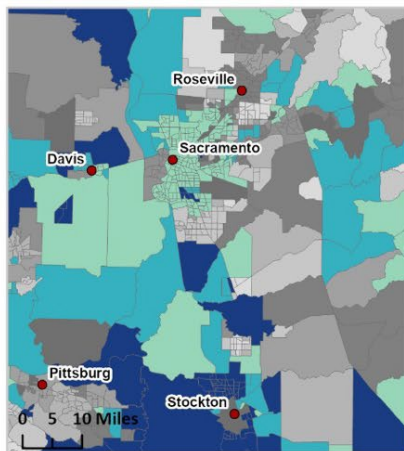 Roseville
Sacramento
Davis
Pittsburg
Stockton
0 5 10 Miles